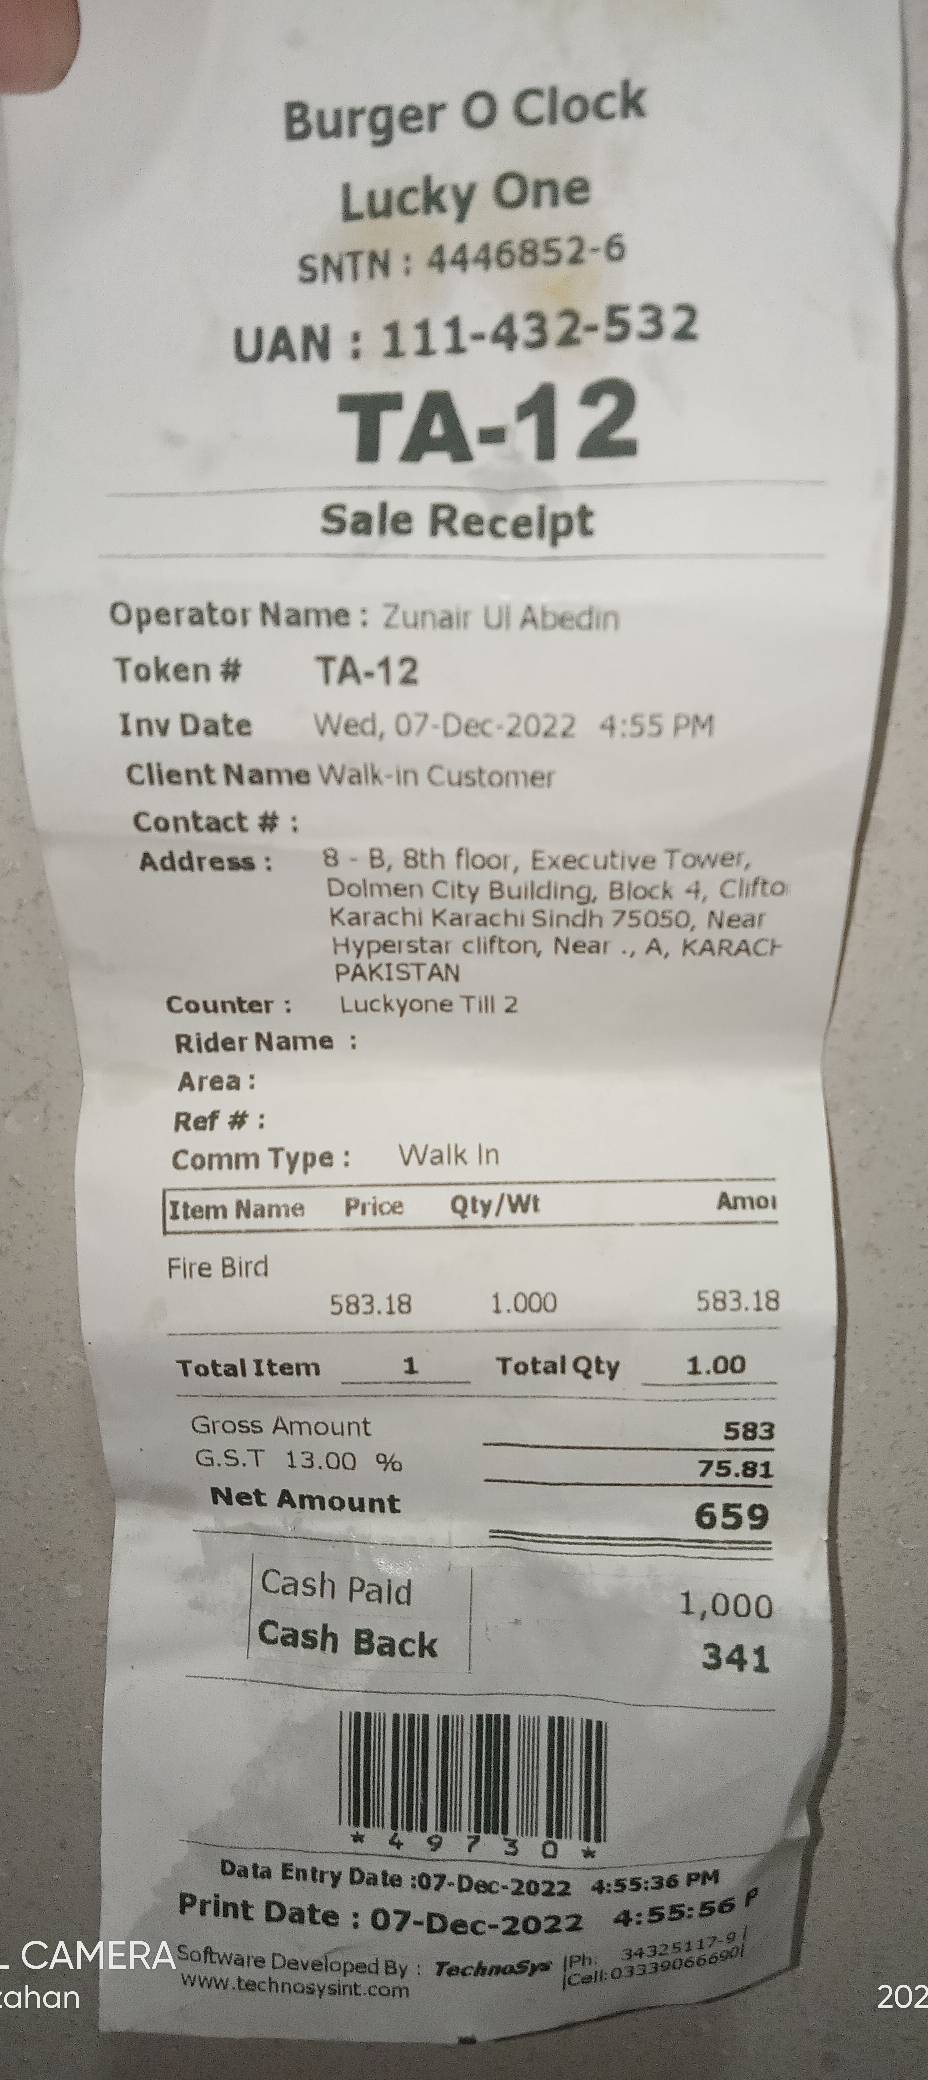 Burger O Clock
Lucky One
SNTN : 4446852-6
UAN : 111-432-532
TA-12
Sale Receipt
Operator Name : Zunair Ul Abedin
Token # TA-12
Inv Date Wed, 07-Dec-2022 4:55 PM
Client Name Walk-in Customer
Contact # :
Address : 8 - B, 8th floor, Executive Tower,
Dolmen City Building, Block 4, Clifto
Karachi Karachi Sindh 75050, Near
Hyperstar clifton, Near ., A, KARACH
PAKISTAN
Counter : Luckyone Till 2
Rider Name :
Area :
Ref # :
Comm Type : Walk In
Item Name Price Qty/Wt Amou
Fire Bird
583.18 1.000 583.18
Total Item 1 Total Qty 1.00
Gross Amount 583
G.S.T 13.00 % 75.81
Net Amount 659
Cash Paid 1,000
Cash Back 341
* 4 9 7 3 0 *
Data Entry Date :07-Dec-2022 4:55:36 PM
Print Date : 07-Dec-2022 4:55:56 P
Software Developed By : TechnoSys |Ph: 34325117-9|
www.technosysint.com |Cell:03339066690|
L CAMERA
zahan
202